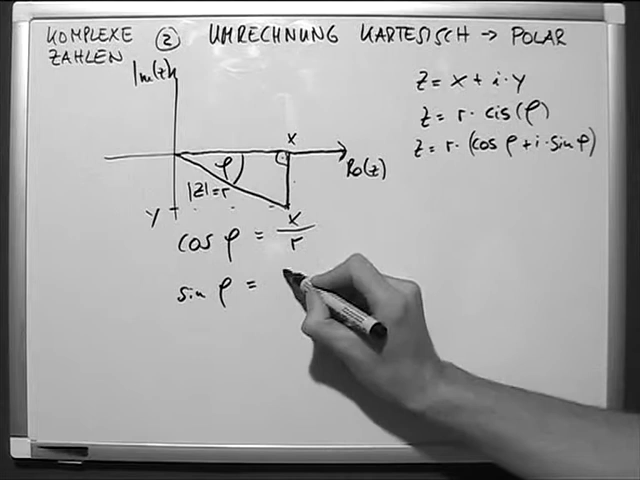 KOMPLEXE ② UMRECHNUNG KARTESISCH → POLAR
ZAHLEN
Im(z)
z = x + i · y
z = r · cis(φ)
z = r · (cos φ + i · sin φ)
x
φ
Re(z)
|z| = r
y
cos φ = x/r
sin φ =